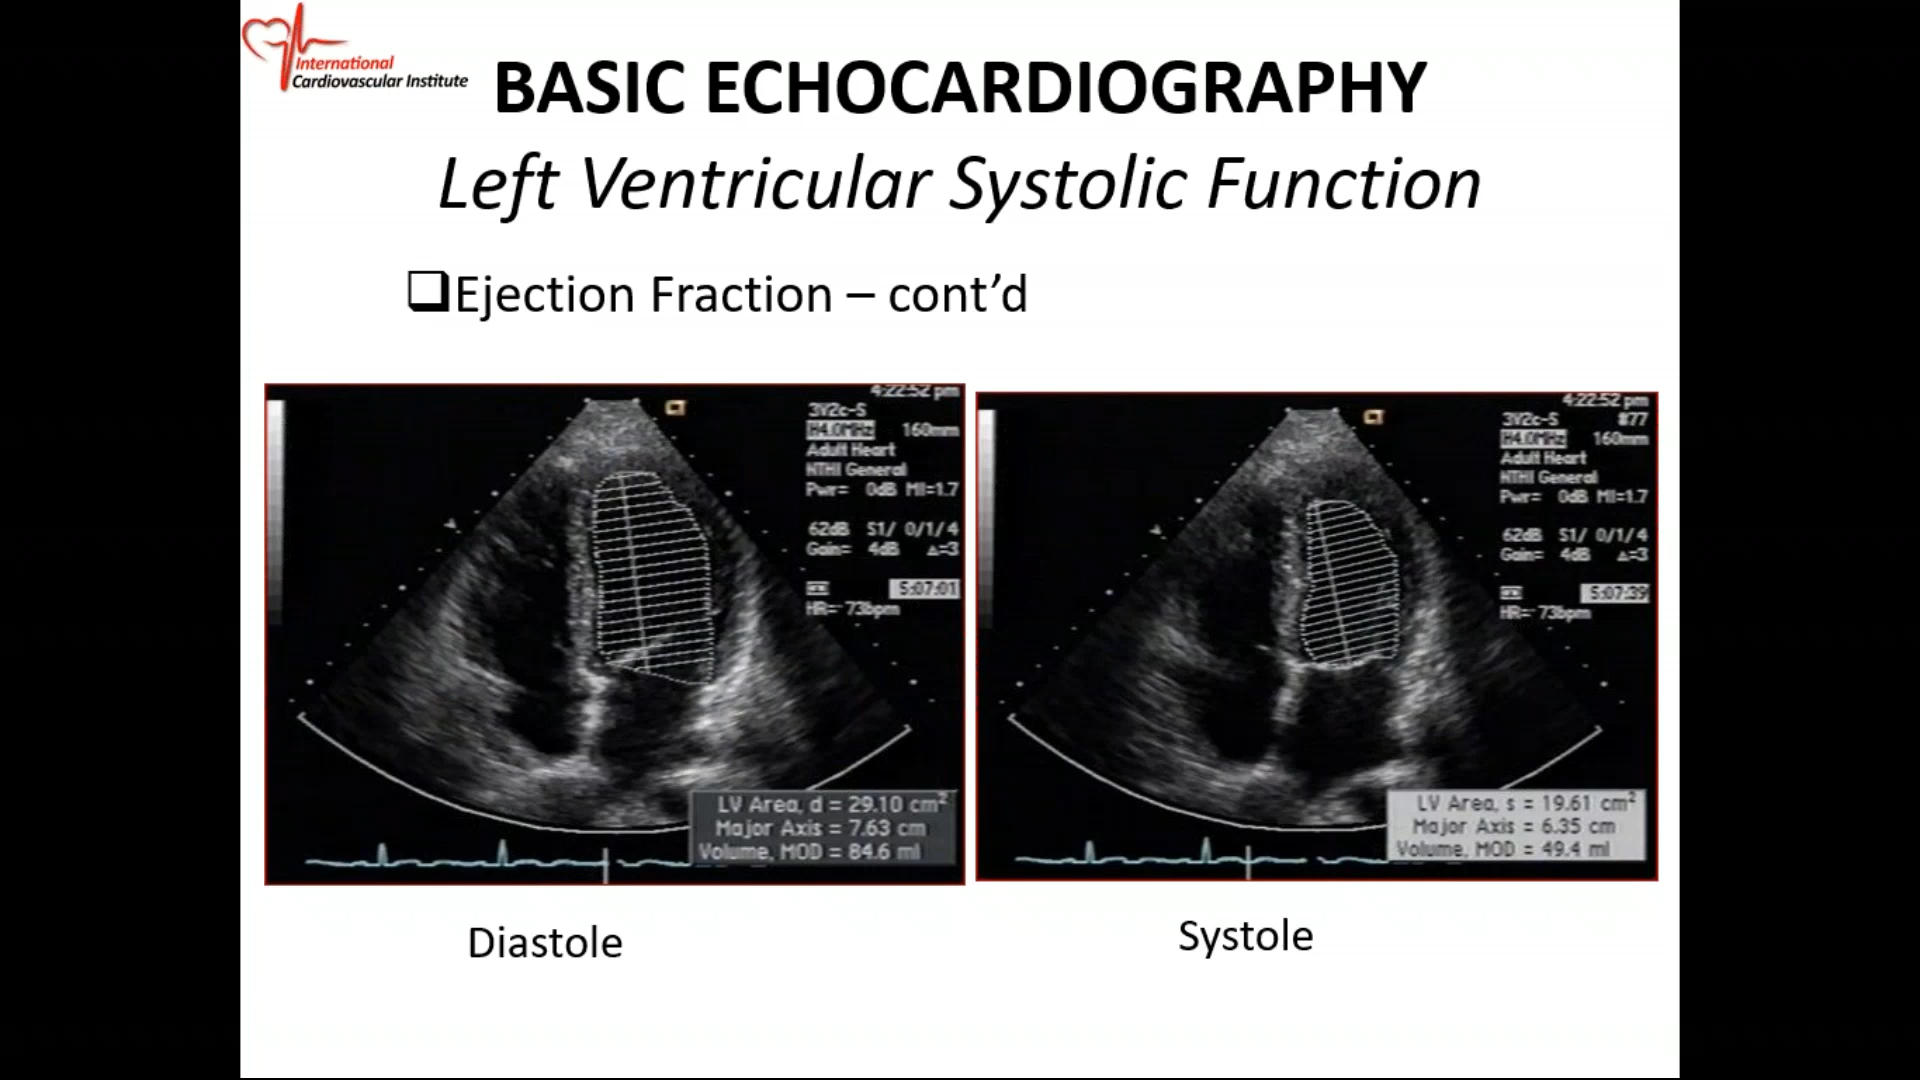 International
Cardiovascular Institute
BASIC ECHOCARDIOGRAPHY
Left Ventricular Systolic Function
❑Ejection Fraction – cont’d
4:22:52 pm
3V2c-S
H4.0MHz 160mm
Adult Heart
NTHI General
Pwr= 0dB MI=1.7
62dB S1/ 0/1/4
Gain= 4dB Δ=3
5:07:01
HR= 73bpm
LV Area, d = 29.10 cm²
Major Axis = 7.63 cm
Volume, MOD = 84.6 ml
4:22:52 pm
3V2c-S #77
H4.0MHz 160mm
Adult Heart
NTHI General
Pwr= 0dB MI=1.7
62dB S1/ 0/1/4
Gain= 4dB Δ=3
5:07:39
HR= 73bpm
LV Area, s = 19.61 cm²
Major Axis = 6.35 cm
Volume, MOD = 49.4 ml
Diastole
Systole